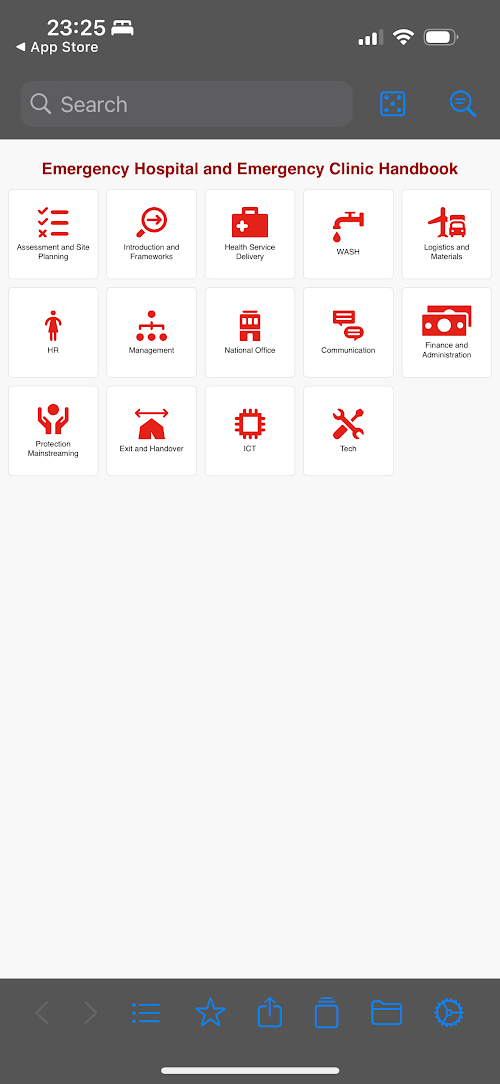 23:25
◀ App Store
Search
Emergency Hospital and Emergency Clinic Handbook
Assessment and Site
Planning
Introduction and
Frameworks
Health Service
Delivery
WASH
Logistics and
Materials
HR
Management
National Office
Communication
Finance and
Administration
Protection
Mainstreaming
Exit and Handover
ICT
Tech